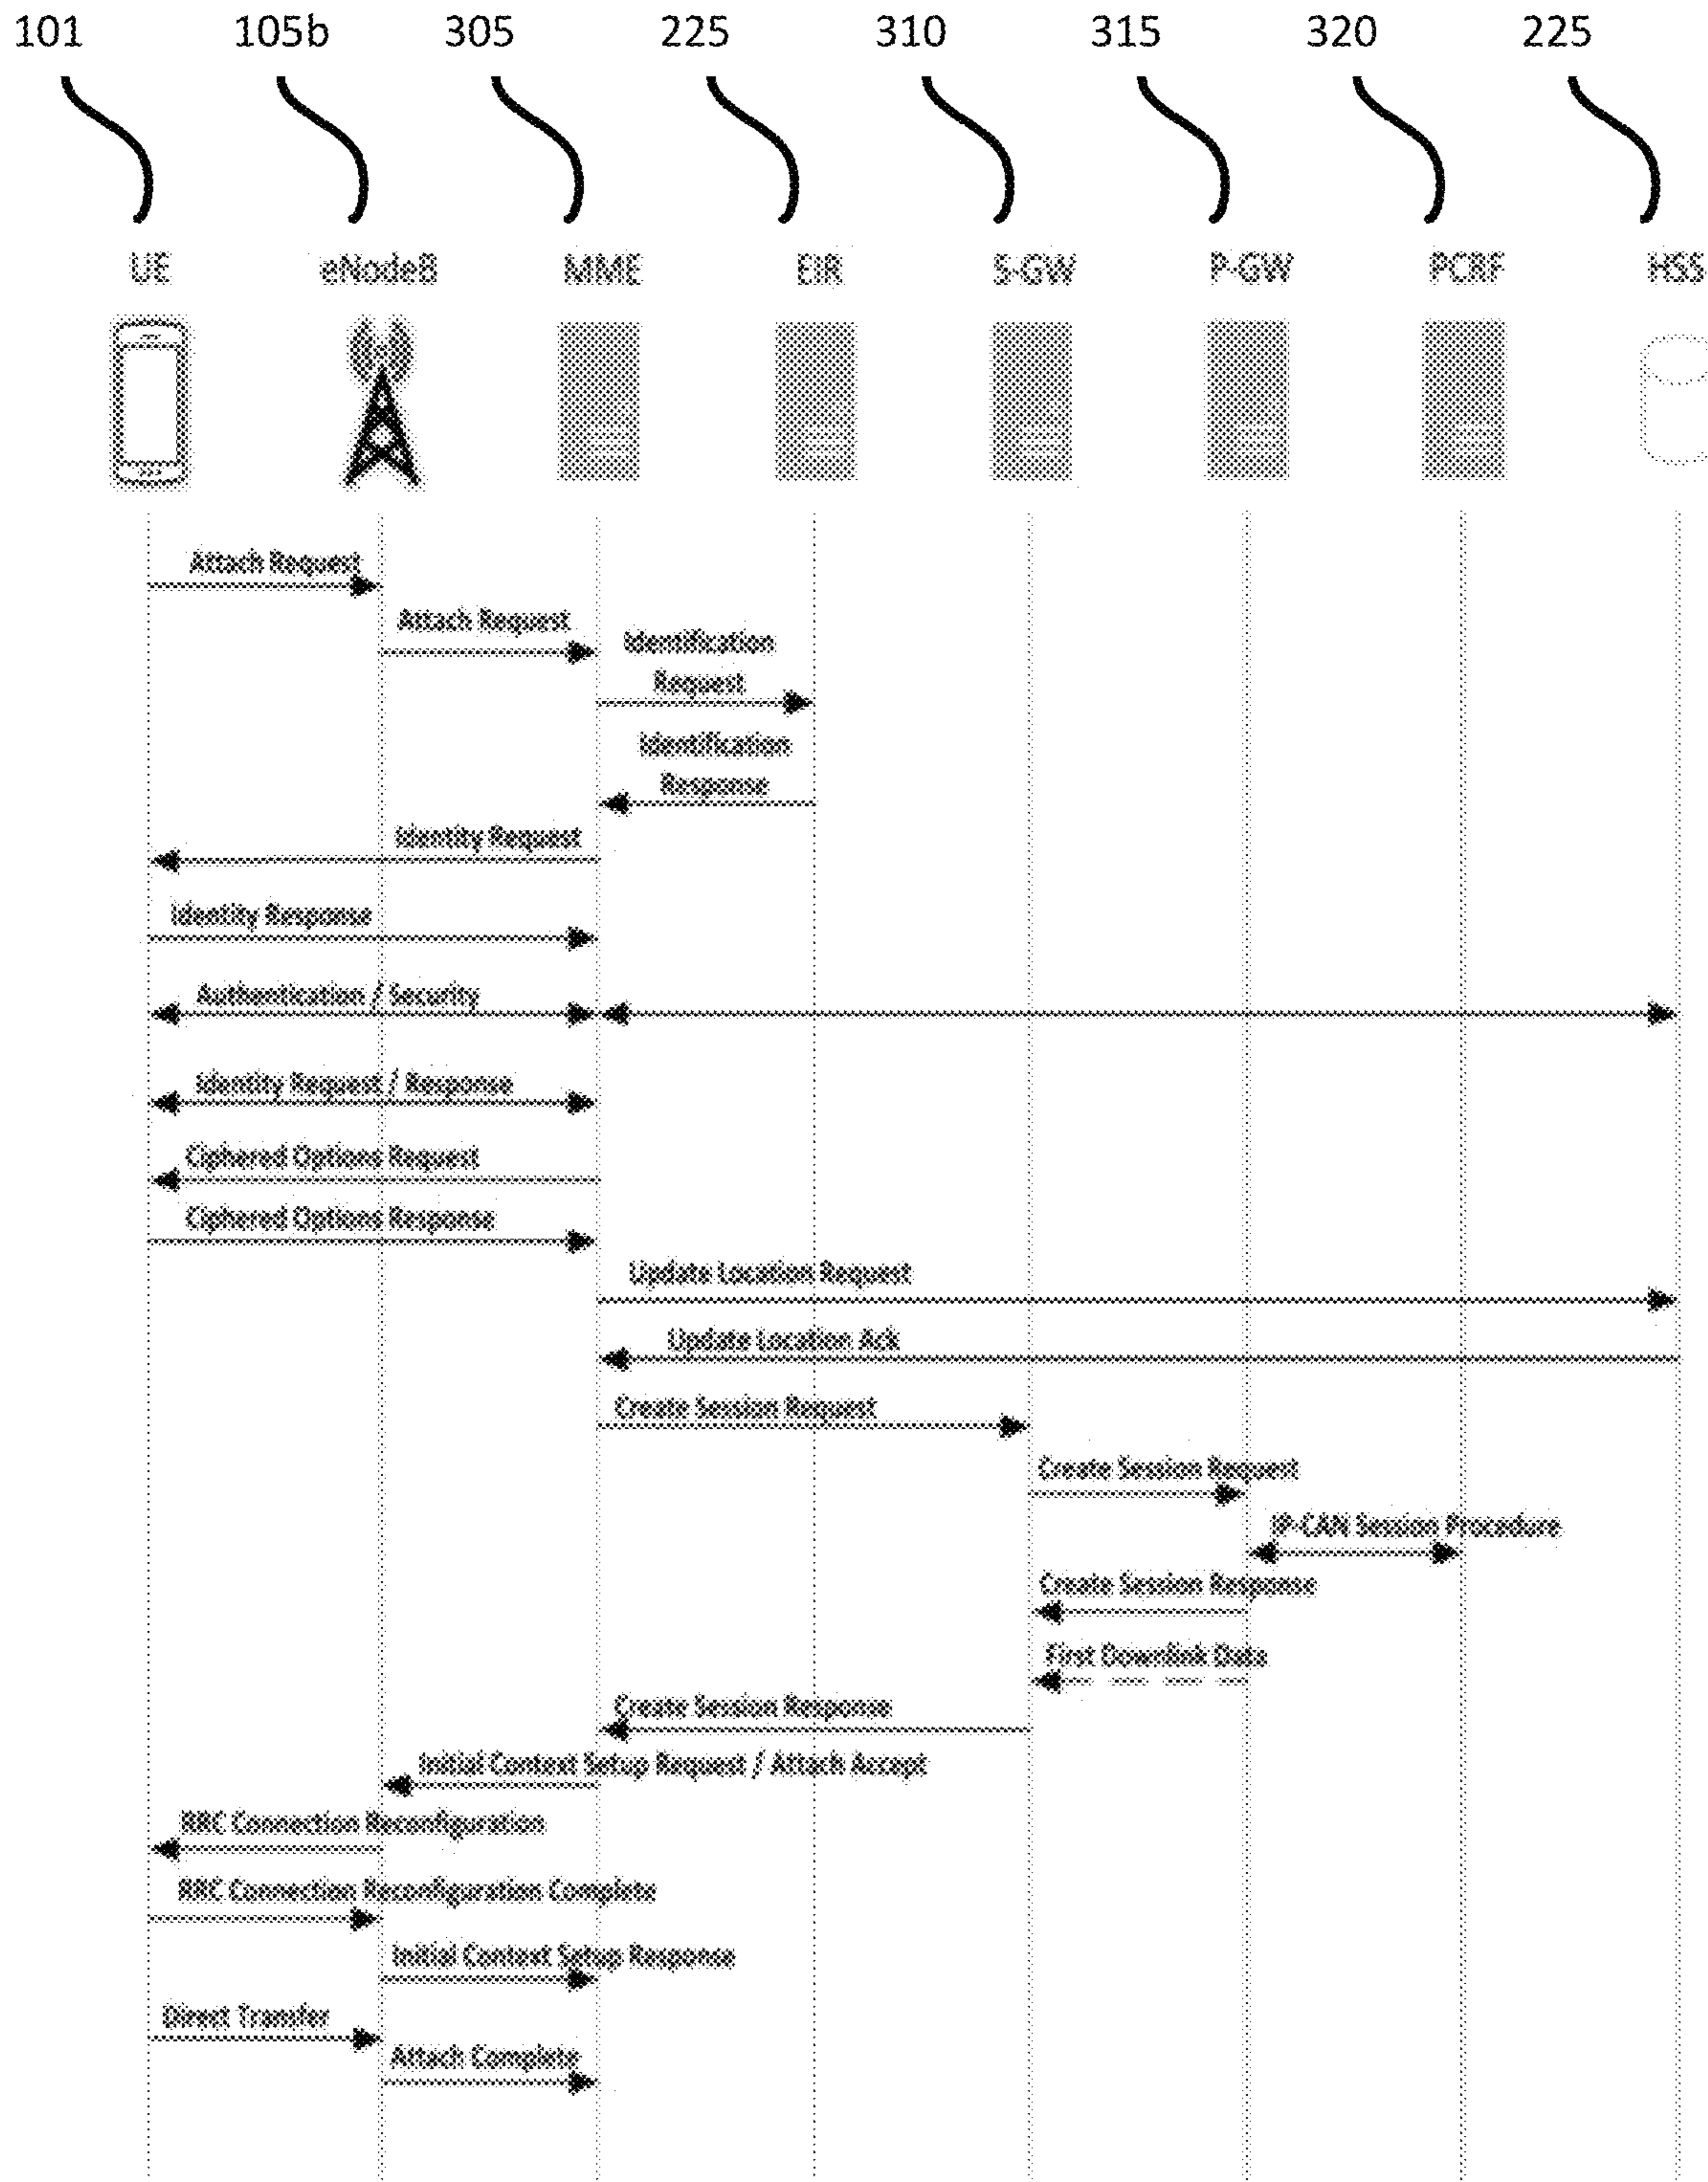 101 105b 305 225 310 315 320 225
UE eNodeB MME EIR S-GW P-GW PCRF HSS
Attach Request
Attach Request
Identification
Request
Identification
Response
Identity Request
Identity Response
Authentication / Security
Identity Request / Response
Ciphered Options Request
Ciphered Options Response
Update Location Request
Update Location Ack
Create Session Request
Create Session Request
IP-CAN Session Procedure
Create Session Response
First Downlink Data
Create Session Response
Initial Context Setup Request / Attach Accept
RRC Connection Reconfiguration
RRC Connection Reconfiguration Complete
Initial Context Setup Response
Direct Transfer
Attach Complete